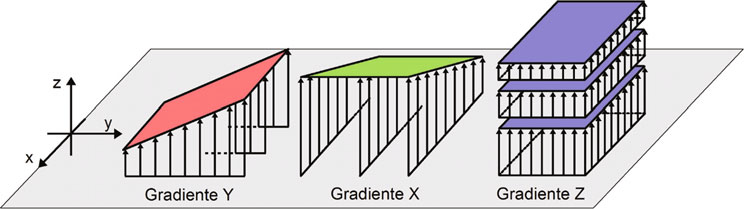 z
y
x
Gradiente Y
Gradiente X
Gradiente Z